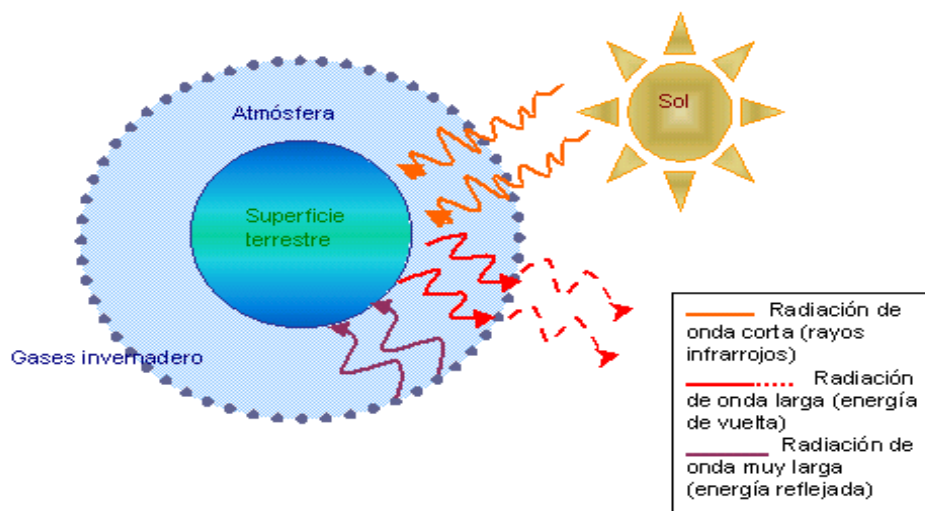 Sol
Atmósfera
Superficie
terrestre
Gases invernadero
Radiación de
onda corta (rayos
infrarrojos)
Radiación
de onda larga (energía
de vuelta)
Radiación de
onda muy larga
(energía reflejada)